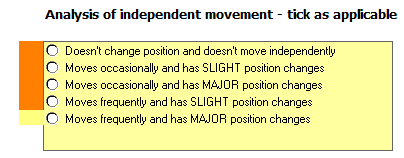 Analysis of independent movement - tick as applicable
Doesn't change position and doesn't move independently
Moves occasionally and has SLIGHT position changes
Moves occasionally and has MAJOR position changes
Moves frequently and has SLIGHT position changes
Moves frequently and has MAJOR position changes